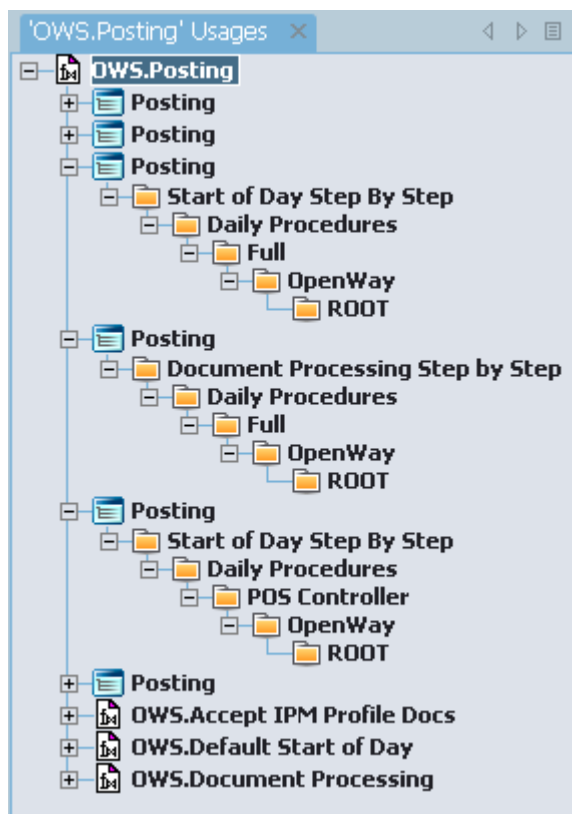 'OWS.Posting' Usages
OWS.Posting
Posting
Posting
Posting
Start of Day Step By Step
Daily Procedures
Full
OpenWay
ROOT
Posting
Document Processing Step by Step
Daily Procedures
Full
OpenWay
ROOT
Posting
Start of Day Step By Step
Daily Procedures
POS Controller
OpenWay
ROOT
Posting
OWS.Accept IPM Profile Docs
OWS.Default Start of Day
OWS.Document Processing